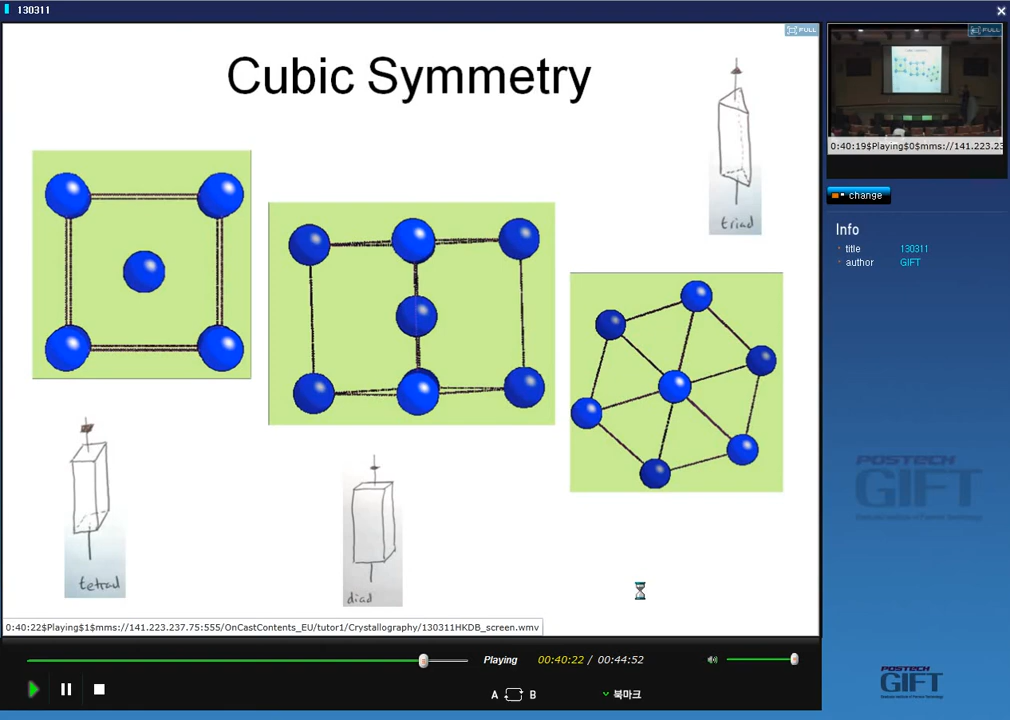 130311
FULL
Cubic Symmetry
triad
tetrad
diad
0:40:22$Playing$1$mms://141.223.237.75:555/OnCastContents_EU/tutor1/Crystallography/130311HKDB_screen.wmv
Playing
00:40:22 / 00:44:52
A B
북마크
FULL
0:40:19$Playing$0$mms://141.223.23
change
Info
title 130311
author GIFT
POSTECH
GIFT
POSTECH
GIFT